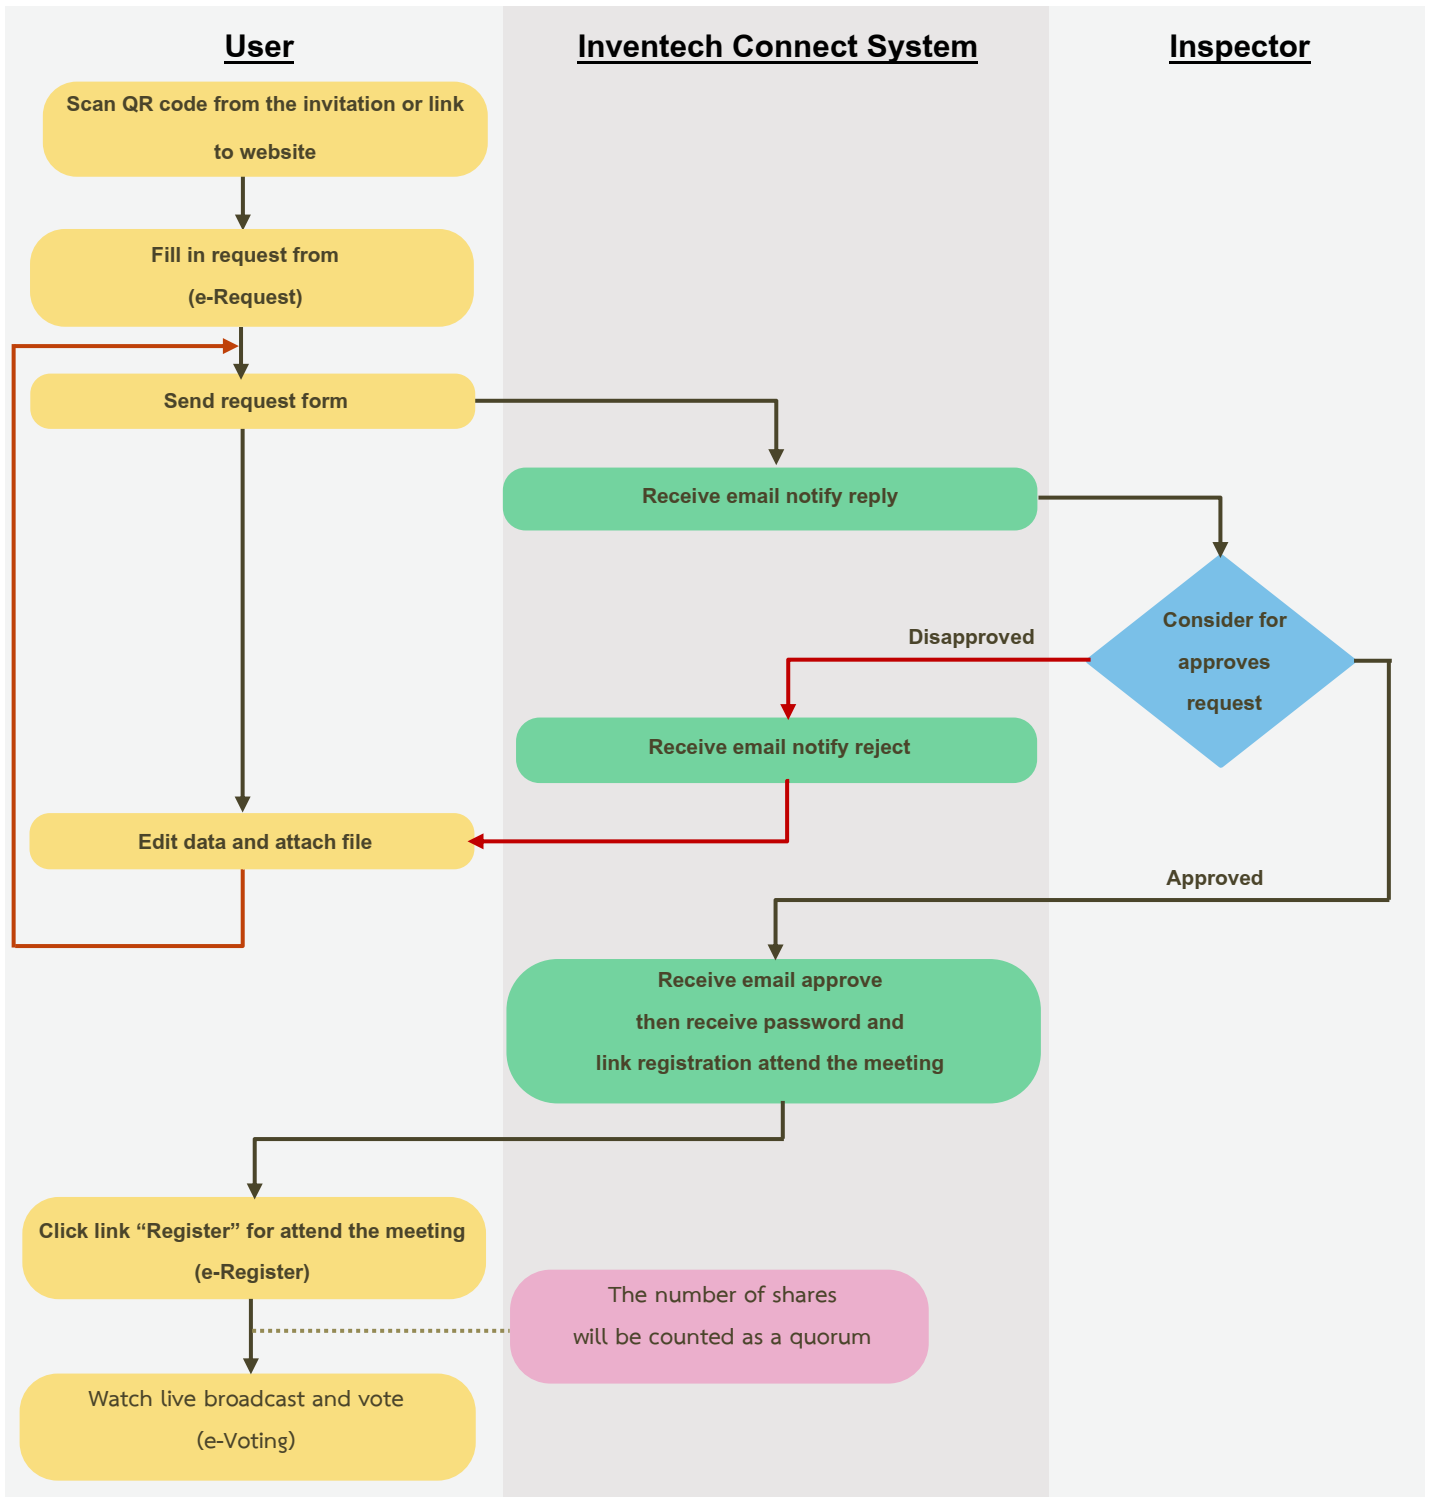 User
Inventech Connect System
Inspector
Scan QR code from the invitation or link
to website
Fill in request from
(e-Request)
Send request form
Receive email notify reply
Consider for
approves
request
Disapproved
Receive email notify reject
Edit data and attach file
Approved
Receive email approve
then receive password and
link registration attend the meeting
Click link “Register” for attend the meeting
(e-Register)
The number of shares
will be counted as a quorum
Watch live broadcast and vote
(e-Voting)